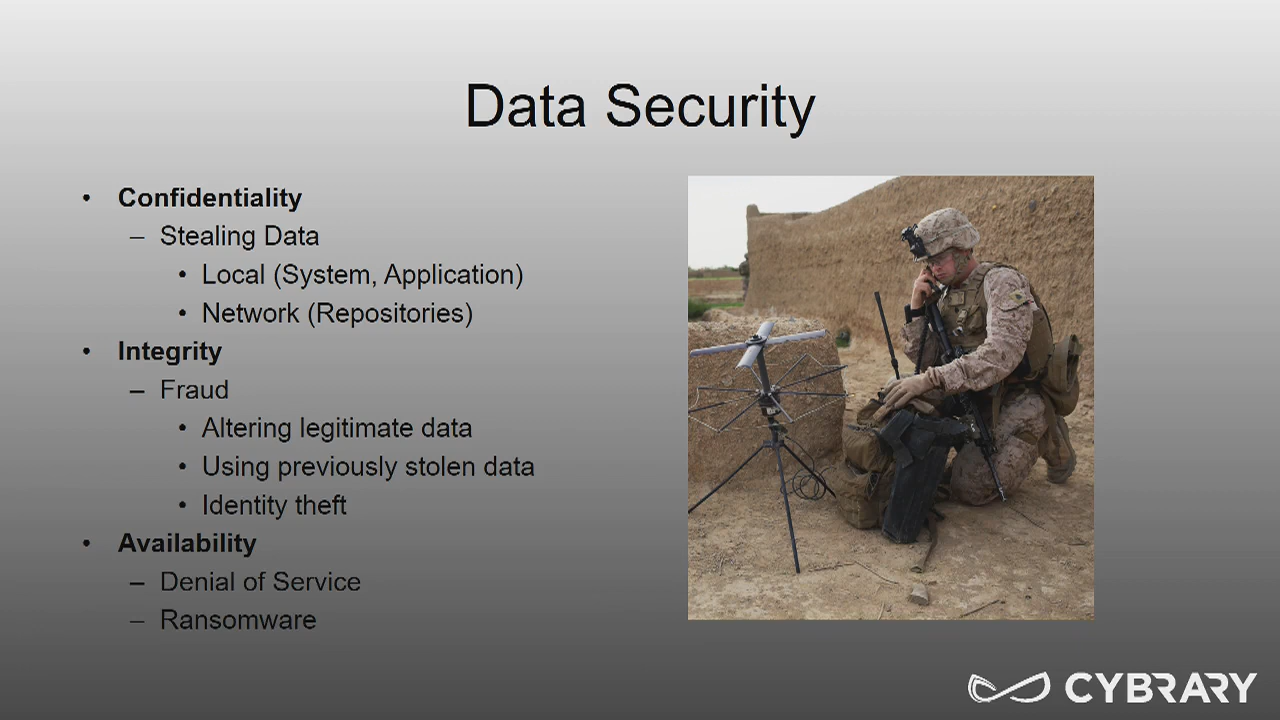 Data Security
• Confidentiality
– Stealing Data
• Local (System, Application)
• Network (Repositories)
• Integrity
– Fraud
• Altering legitimate data
• Using previously stolen data
• Identity theft
• Availability
– Denial of Service
– Ransomware
CYBRARY